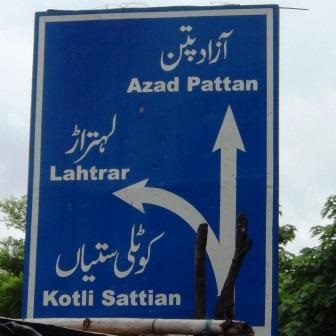 آزاد پتن
Azad Pattan
لہتراڑ
Lahtrar
کوٹلی ستیاں
Kotli Sattian